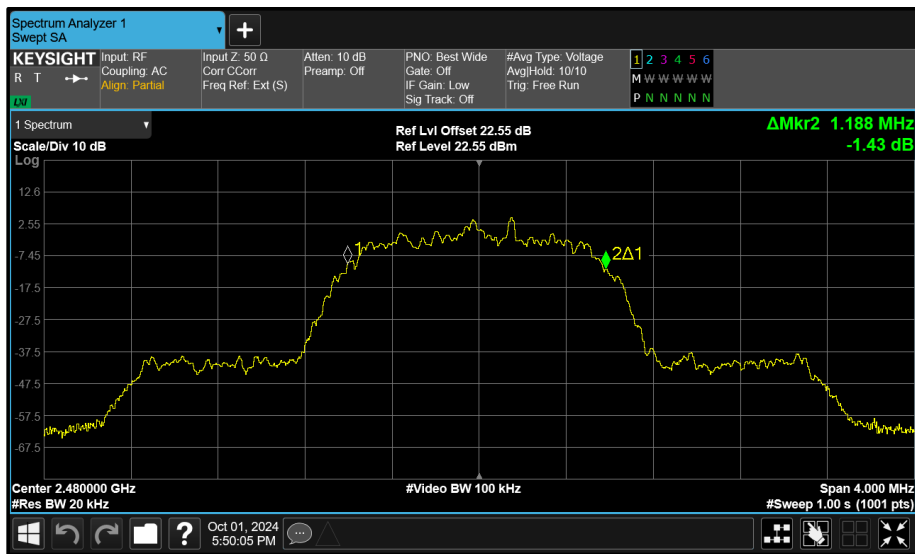 Spectrum Analyzer 1
Swept SA
KEYSIGHT
R T
LXI
Input: RF
Coupling: AC
Align: Partial
Input Z: 50 Ω
Corr CCorr
Freq Ref: Ext (S)
Atten: 10 dB
Preamp: Off
PNO: Best Wide
Gate: Off
IF Gain: Low
Sig Track: Off
#Avg Type: Voltage
Avg|Hold: 10/10
Trig: Free Run
1 2 3 4 5 6
M W W W W W
P N N N N N
1 Spectrum
Scale/Div 10 dB
Ref Lvl Offset 22.55 dB
Ref Level 22.55 dBm
ΔMkr2 1.188 MHz
-1.43 dB
Log
12.6
2.55
-7.45
-17.5
-27.5
-37.5
-47.5
-57.5
-67.5
1
2Δ1
Center 2.480000 GHz
#Res BW 20 kHz
#Video BW 100 kHz
Span 4.000 MHz
#Sweep 1.00 s (1001 pts)
?
Oct 01, 2024
5:50:05 PM